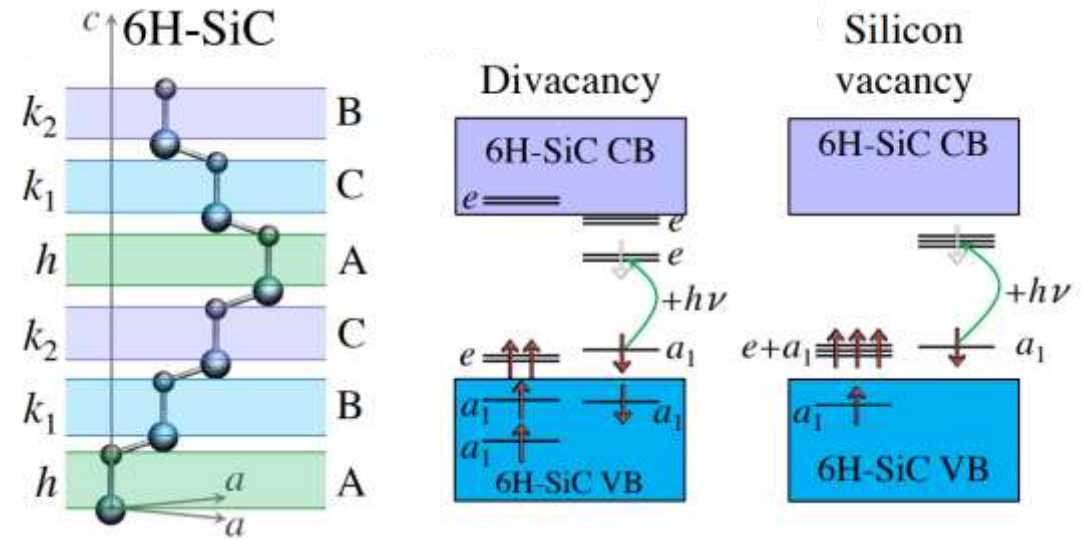 c 6H-SiC
k₂ B
k₁ C
h A
k₂ C
k₁ B
h A
a
a
Divacancy
6H-SiC CB
e
e
e
+hν
e
a₁
a₁
a₁
a₁
6H-SiC VB
Silicon
vacancy
6H-SiC CB
+hν
e+a₁
a₁
a₁
6H-SiC VB